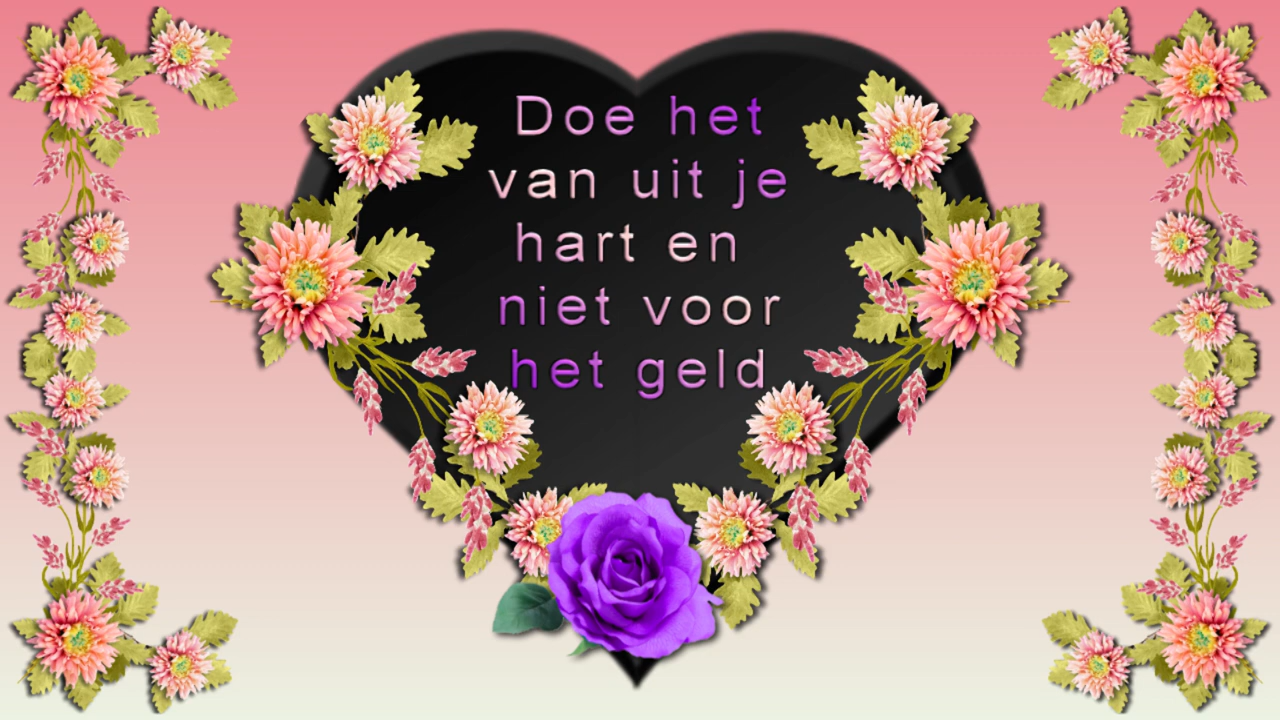 Doe het
van uit je
hart en
niet voor
het geld